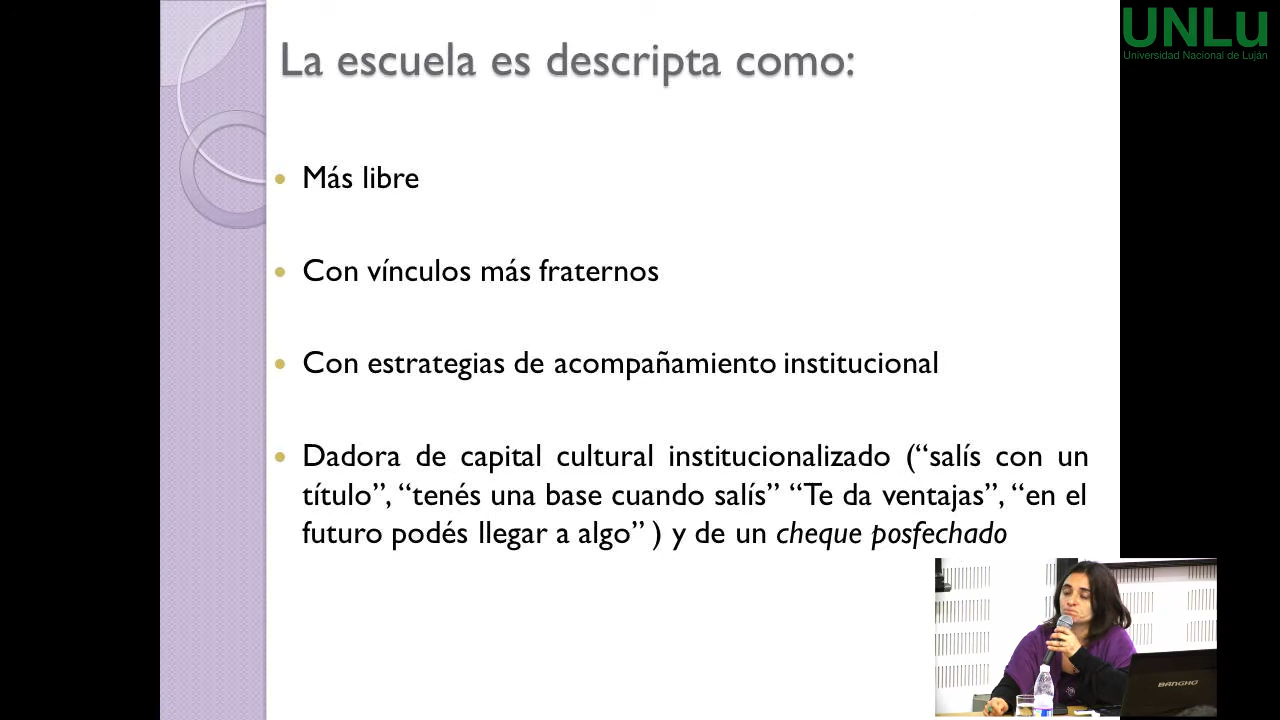 La escuela es descripta como:
UNLu
Universidad Nacional de Luján
Más libre
Con vínculos más fraternos
Con estrategias de acompañamiento institucional
Dadora de capital cultural institucionalizado (“salís con un
título”, “tenés una base cuando salís” “Te da ventajas”, “en el
futuro podés llegar a algo” ) y de un cheque posfechado
BANGHO